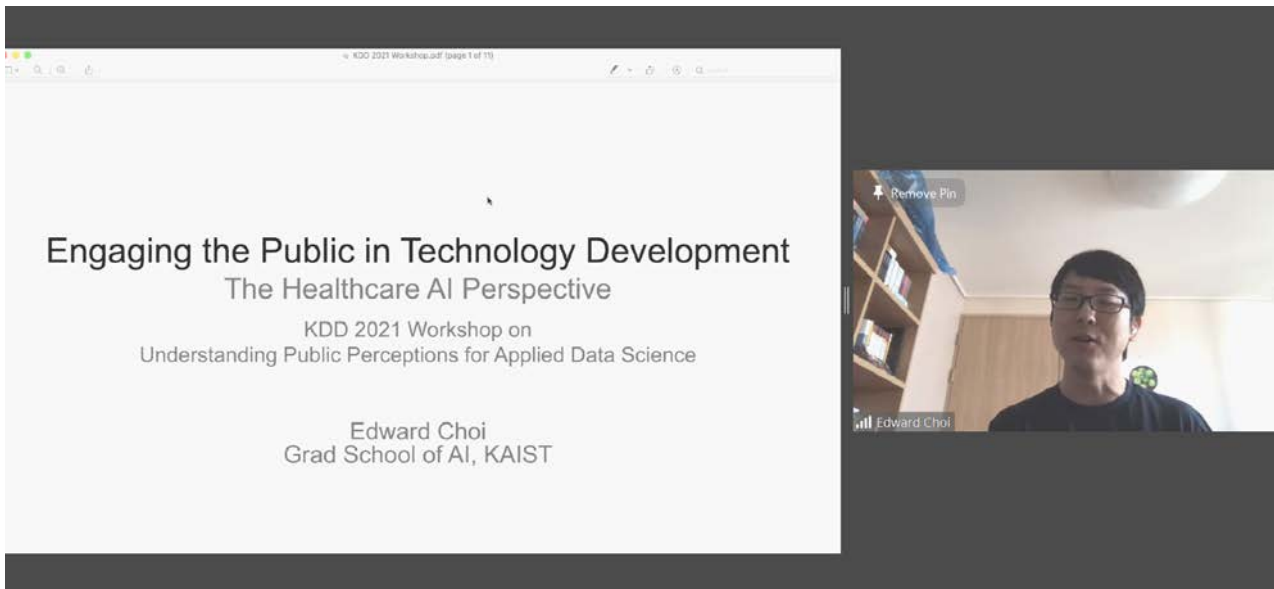 KDD 2021 Workshop.pdf (page 1 of 11)
Engaging the Public in Technology Development
The Healthcare AI Perspective
KDD 2021 Workshop on
Understanding Public Perceptions for Applied Data Science
Edward Choi
Grad School of AI, KAIST
Remove Pin
Edward Choi